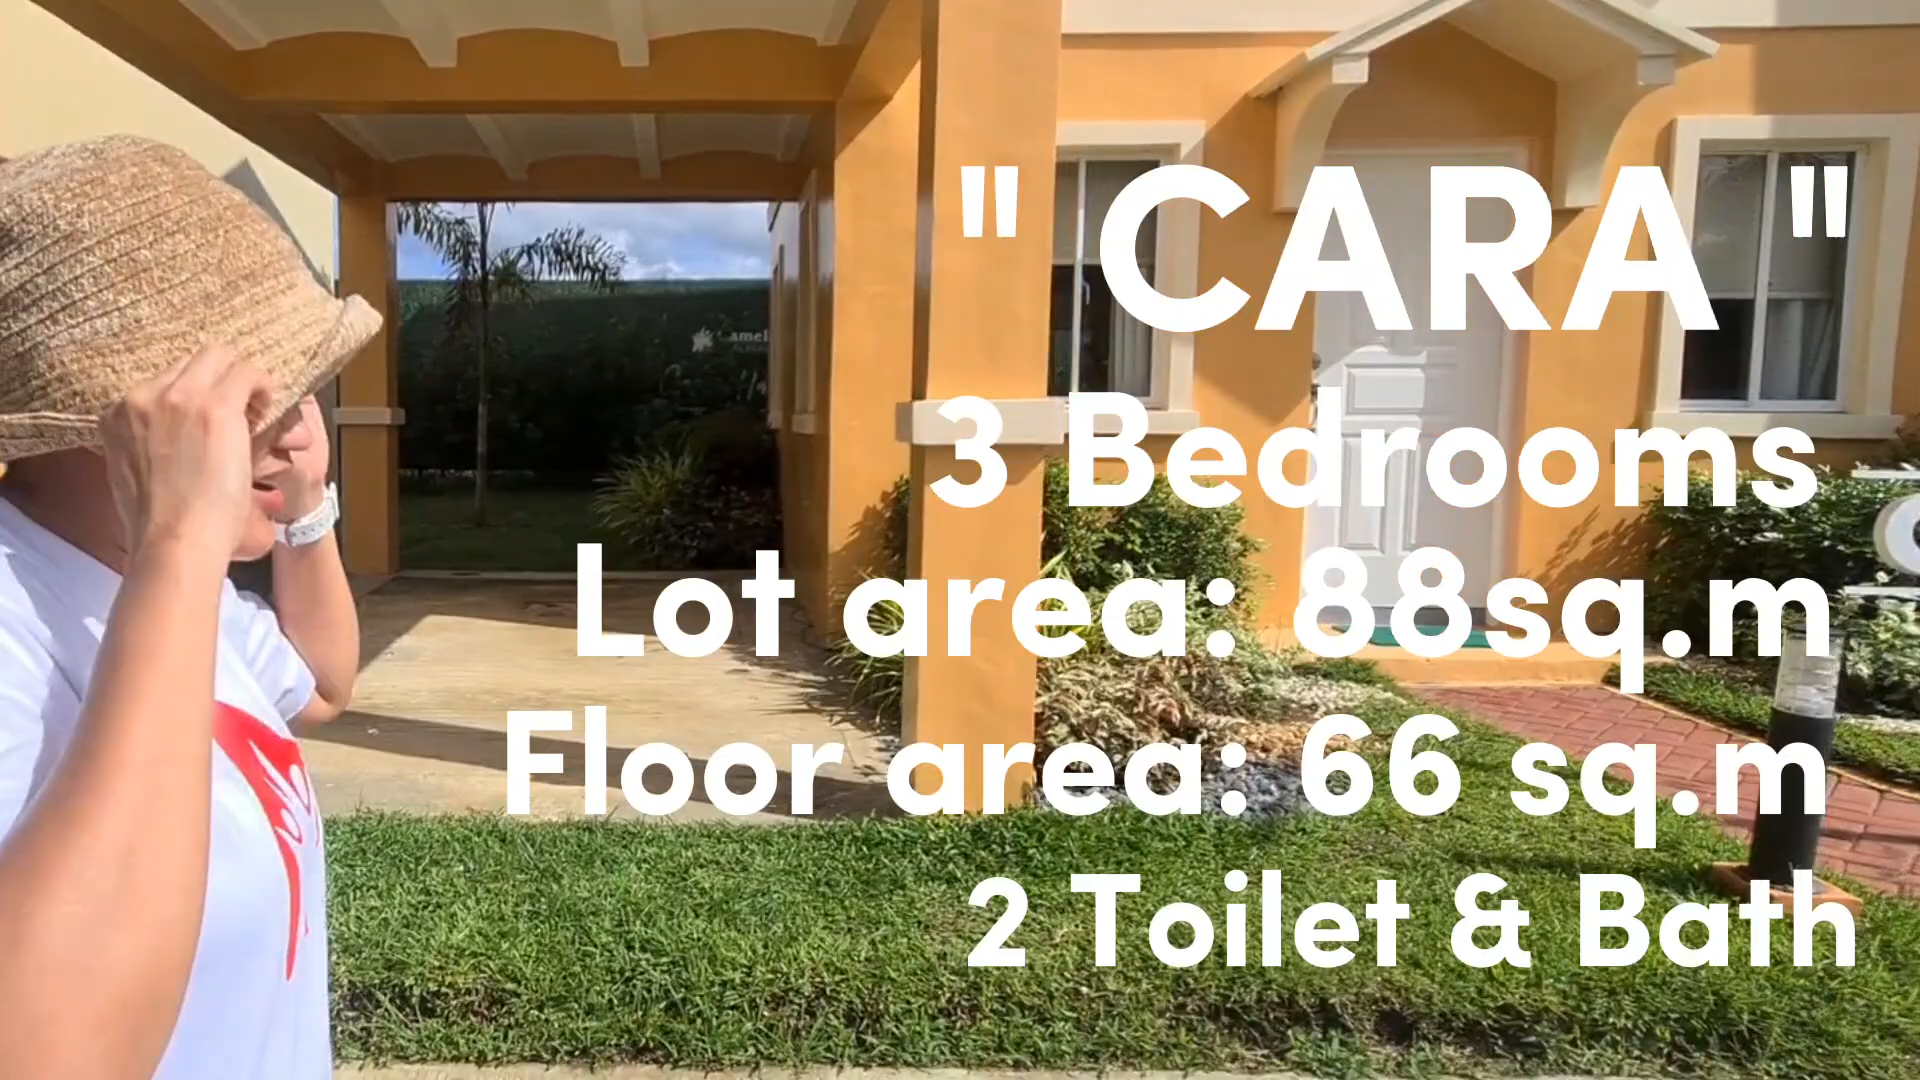 " CARA "
3 Bedrooms
Lot area: 88sq.m
Floor area: 66 sq.m
2 Toilet & Bath